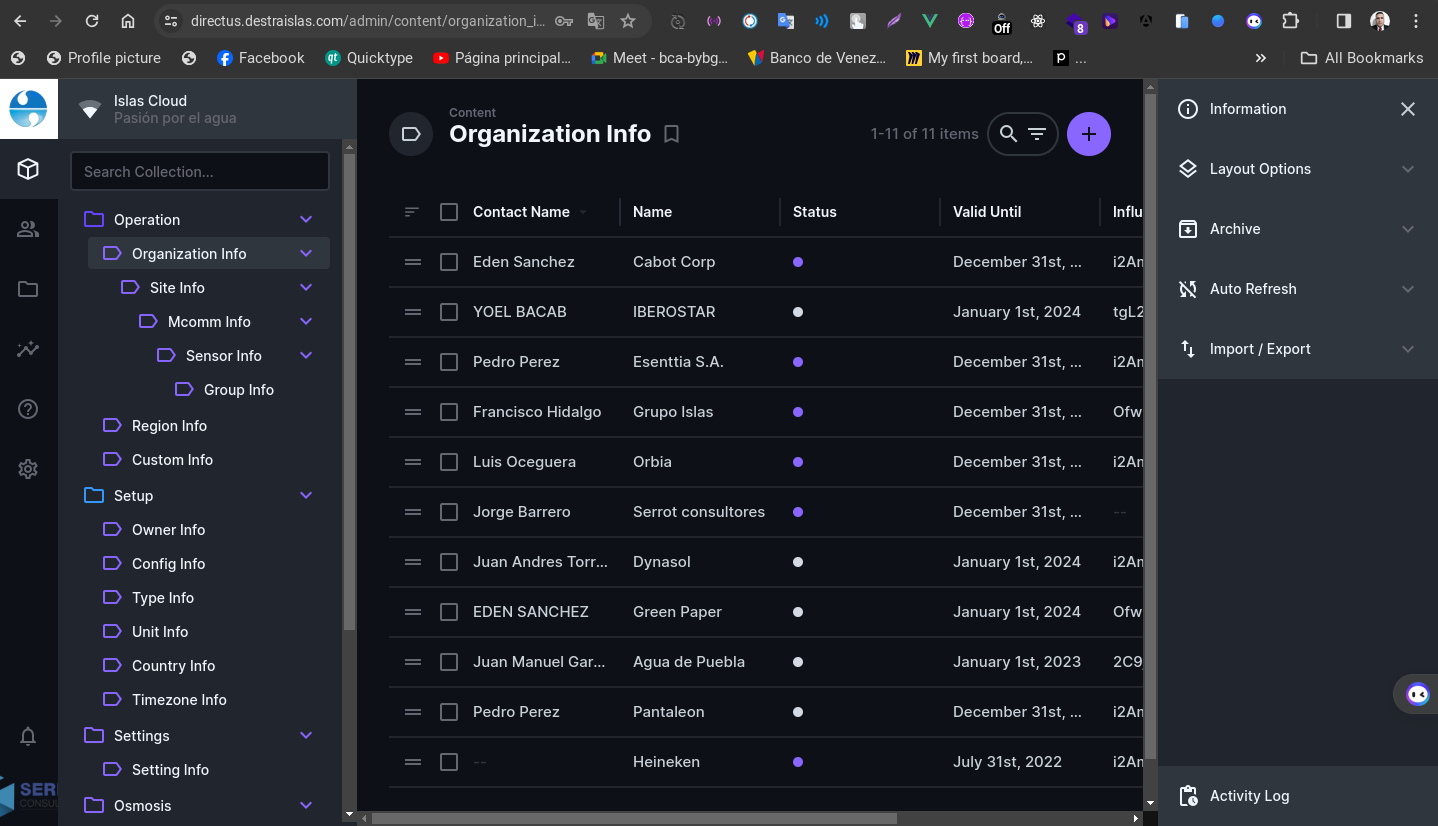 directus.destraislas.com/admin/content/organization_i...
Off
8
Profile picture
Facebook
Quicktype
Página principal...
Meet - bca-bybg...
Banco de Venez...
My first board,...
...
All Bookmarks
Islas Cloud
Pasión por el agua
Search Collection...
Operation
Organization Info
Site Info
Mcomm Info
Sensor Info
Group Info
Region Info
Custom Info
Setup
Owner Info
Config Info
Type Info
Unit Info
Country Info
Timezone Info
Settings
Setting Info
Osmosis
Content
Organization Info
1-11 of 11 items
Contact Name Name Status Valid Until Influ
Eden Sanchez Cabot Corp December 31st, ... i2Am
YOEL BACAB IBEROSTAR January 1st, 2024 tgL2
Pedro Perez Esenttia S.A. December 31st, ... i2Am
Francisco Hidalgo Grupo Islas December 31st, ... Ofw
Luis Oceguera Orbia December 31st, ... i2Am
Jorge Barrero Serrot consultores December 31st, ... --
Juan Andres Torr... Dynasol January 1st, 2024 i2Am
EDEN SANCHEZ Green Paper January 1st, 2024 Ofw
Juan Manuel Gar... Agua de Puebla January 1st, 2023 2C9
Pedro Perez Pantaleon December 31st, ... i2Am
-- Heineken July 31st, 2022 i2Am
Information
Layout Options
Archive
Auto Refresh
Import / Export
Activity Log